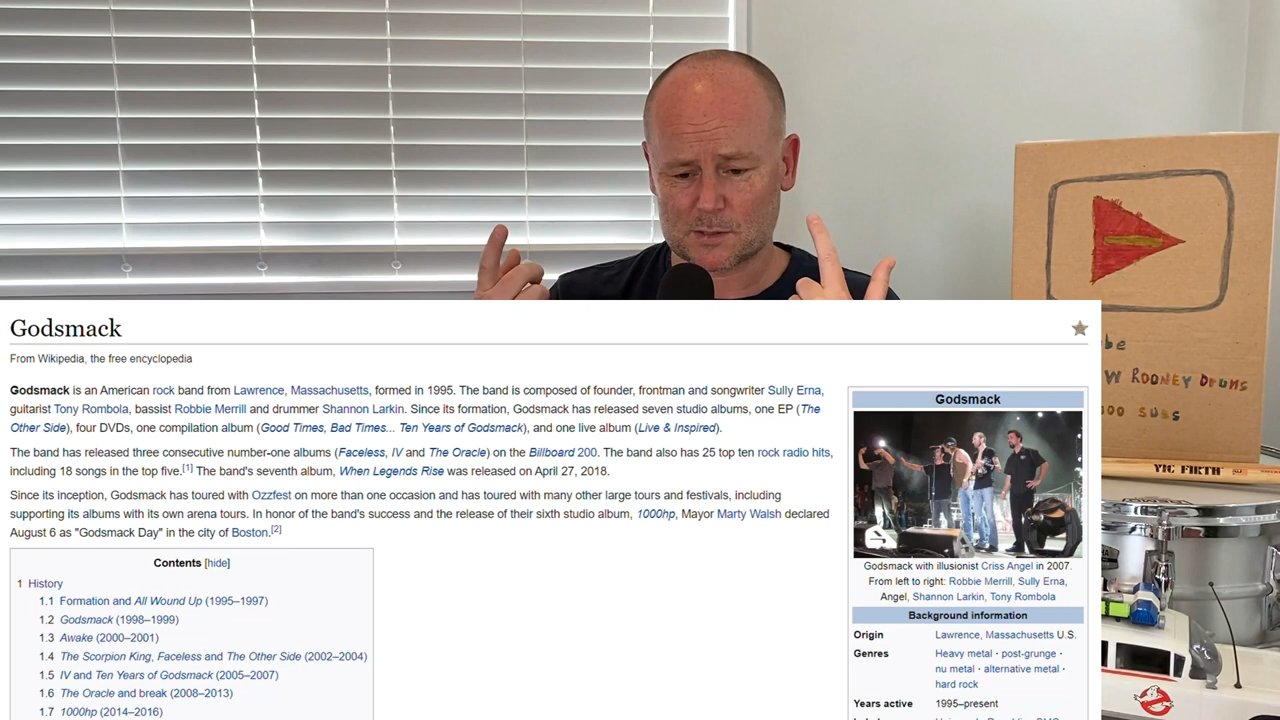 be
W ROONEY DRUMS
000 SUBS
VIC FIRTH
Godsmack
From Wikipedia, the free encyclopedia
Godsmack is an American rock band from Lawrence, Massachusetts, formed in 1995. The band is composed of founder, frontman and songwriter Sully Erna,
guitarist Tony Rombola, bassist Robbie Merrill and drummer Shannon Larkin. Since its formation, Godsmack has released seven studio albums, one EP (The
Other Side), four DVDs, one compilation album (Good Times, Bad Times... Ten Years of Godsmack), and one live album (Live & Inspired).
The band has released three consecutive number-one albums (Faceless, IV and The Oracle) on the Billboard 200. The band also has 25 top ten rock radio hits,
including 18 songs in the top five.[1] The band's seventh album, When Legends Rise was released on April 27, 2018.
Since its inception, Godsmack has toured with Ozzfest on more than one occasion and has toured with many other large tours and festivals, including
supporting its albums with its own arena tours. In honor of the band's success and the release of their sixth studio album, 1000hp, Mayor Marty Walsh declared
August 6 as "Godsmack Day" in the city of Boston.[2]
Contents [hide]
1 History
1.1 Formation and All Wound Up (1995–1997)
1.2 Godsmack (1998–1999)
1.3 Awake (2000–2001)
1.4 The Scorpion King, Faceless and The Other Side (2002–2004)
1.5 IV and Ten Years of Godsmack (2005–2007)
1.6 The Oracle and break (2008–2013)
1.7 1000hp (2014–2016)
Godsmack
Godsmack with illusionist Criss Angel in 2007.
From left to right: Robbie Merrill, Sully Erna,
Angel, Shannon Larkin, Tony Rombola
Background information
Origin Lawrence, Massachusetts U.S.
Genres Heavy metal · post-grunge ·
nu metal · alternative metal ·
hard rock
Years active 1995–present